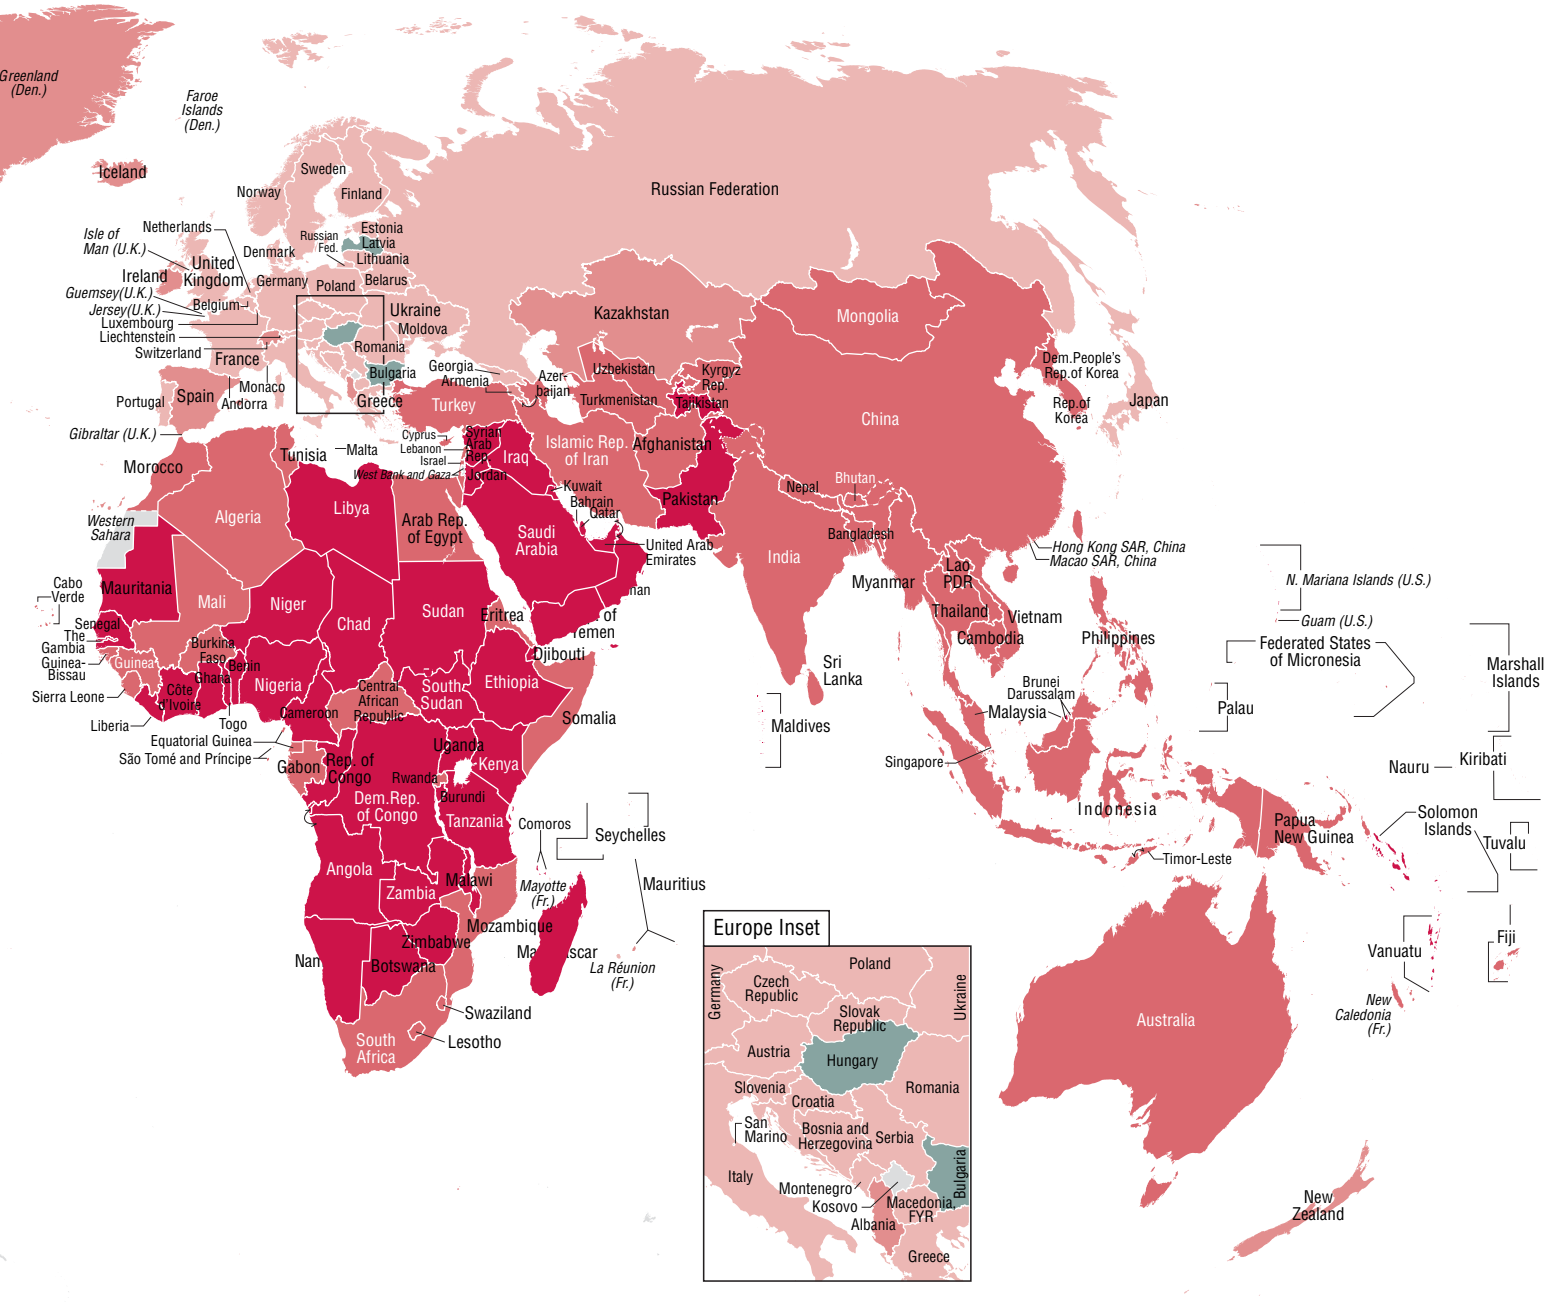 Greenland
(Den.)
Faroe
Islands
(Den.)
Iceland
Norway
Sweden
Finland
Russian Federation
Netherlands
Isle of
Man (U.K.)
Denmark
Russian
Fed.
Estonia
Latvia
Lithuania
United
Kingdom
Ireland
Germany
Poland
Belarus
Guernsey(U.K.)
Jersey(U.K.)
Belgium
Luxembourg
Liechtenstein
Switzerland
France
Ukraine
Moldova
Romania
Bulgaria
Monaco
Andorra
Portugal
Spain
Greece
Gibraltar (U.K.)
Georgia
Armenia
Azer-
baijan
Turkey
Kazakhstan
Uzbekistan
Turkmenistan
Kyrgyz
Rep.
Tajikistan
Mongolia
China
Dem.People's
Rep.of Korea
Rep.of
Korea
Japan
Morocco
Tunisia
Malta
Cyprus
Lebanon
Israel
West Bank and Gaza
Syrian
Arab
Rep.
Jordan
Iraq
Islamic Rep.
of Iran
Afghanistan
Pakistan
Kuwait
Bahrain
Qatar
Saudi
Arabia
United Arab
Emirates
nan
of
Yemen
Western
Sahara
Algeria
Libya
Arab Rep.
of Egypt
Nepal
Bhutan
Bangladesh
India
Myanmar
Lao
PDR
Thailand
Vietnam
Cambodia
Philippines
Hong Kong SAR, China
Macao SAR, China
N. Mariana Islands (U.S.)
Guam (U.S.)
Federated States
of Micronesia
Marshall
Islands
Palau
Kiribati
Nauru
Cabo
Verde
Mauritania
Mali
Niger
Chad
Sudan
Eritrea
Djibouti
Senegal
The
Gambia
Guinea-
Bissau
Guinea
Sierra Leone
Liberia
Burkina
Faso
Côte
d'Ivoire
Ghana
Benin
Togo
Nigeria
Cameroon
Central
African
Republic
South
Sudan
Ethiopia
Somalia
Equatorial Guinea
São Tomé and Príncipe
Gabon
Rep. of
Congo
Uganda
Kenya
Rwanda
Burundi
Dem.Rep.
of Congo
Tanzania
Sri
Lanka
Maldives
Brunei
Darussalam
Malaysia
Singapore
Indonesia
Papua
New Guinea
Timor-Leste
Solomon
Islands
Tuvalu
Comoros
Seychelles
Mayotte
(Fr.)
Mauritius
La Réunion
(Fr.)
Angola
Zambia
Malawi
Mozambique
Zimbabwe
Ma
scar
Nan
Botswana
Swaziland
Lesotho
South
Africa
Australia
New
Zealand
Vanuatu
Fiji
New
Caledonia
(Fr.)
Europe Inset
Germany
Poland
Czech
Republic
Ukraine
Slovak
Republic
Austria
Hungary
Romania
Slovenia
Croatia
San
Marino
Bosnia and
Herzegovina
Serbia
Bulgaria
Italy
Montenegro
Kosovo
Macedonia,
FYR
Albania
Greece